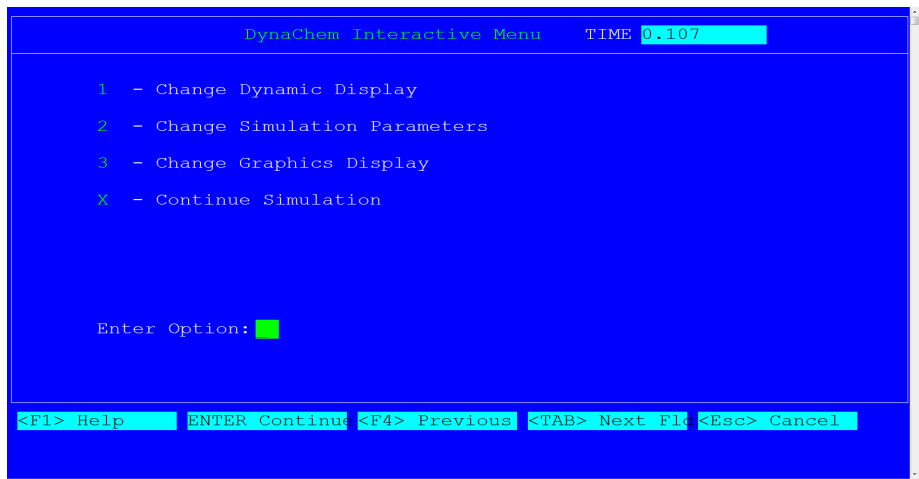 DynaChem Interactive Menu TIME 0.107
1 - Change Dynamic Display
2 - Change Simulation Parameters
3 - Change Graphics Display
X - Continue Simulation
Enter Option:
<F1> Help ENTER Continue <F4> Previous <TAB> Next Fld <Esc> Cancel